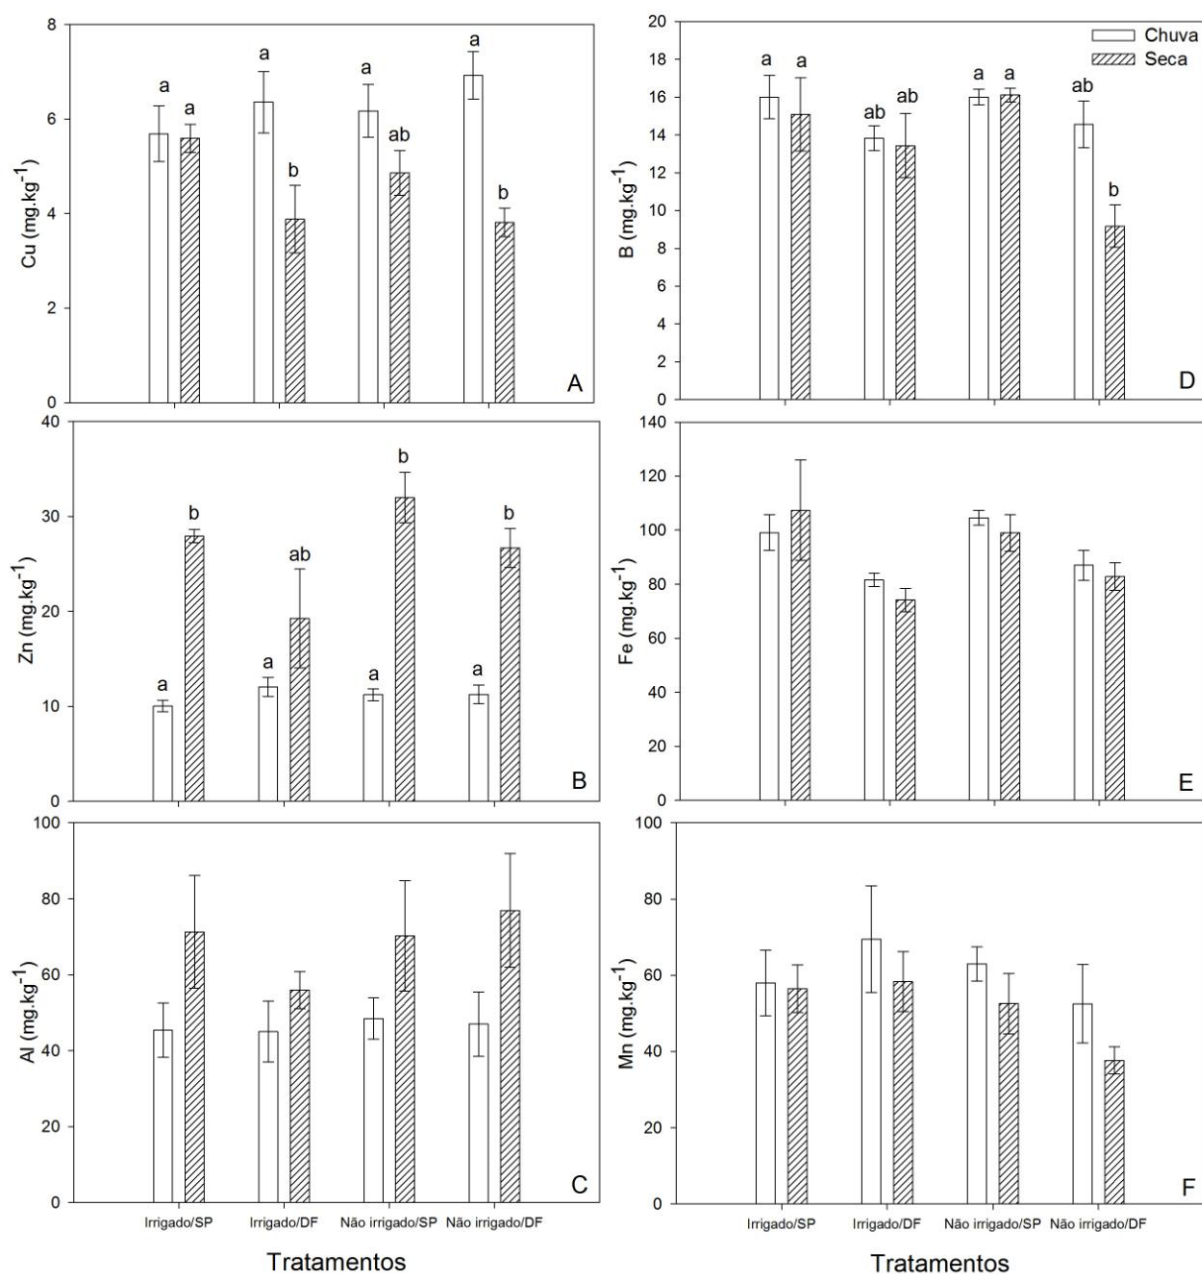 8
6
4
2
0
Cu (mg.kg-1)
a
a
a
b
a
ab
a
b
A
20
18
16
14
12
10
8
6
4
2
0
B (mg.kg-1)
Chuva
Seca
a
a
ab
ab
a
a
ab
b
D
40
30
20
10
0
Zn (mg.kg-1)
a
b
a
ab
a
b
a
b
B
140
120
100
80
60
40
20
0
Fe (mg.kg-1)
E
100
80
60
40
20
0
Al (mg.kg-1)
C
Irrigado/SP
Irrigado/DF
Não irrigado/SP
Não irrigado/DF
Tratamentos
100
80
60
40
20
0
Mn (mg.kg-1)
F
Irrigado/SP
Irrigado/DF
Não irrigado/SP
Não irrigado/DF
Tratamentos